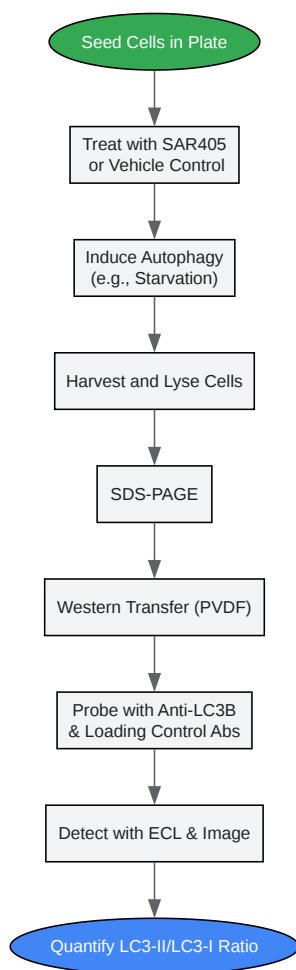 Seed Cells in Plate
Treat with SAR405
or Vehicle Control
Induce Autophagy
(e.g., Starvation)
Harvest and Lyse Cells
SDS-PAGE
Western Transfer (PVDF)
Probe with Anti-LC3B
& Loading Control Abs
Detect with ECL & Image
Quantify LC3-II/LC3-I Ratio